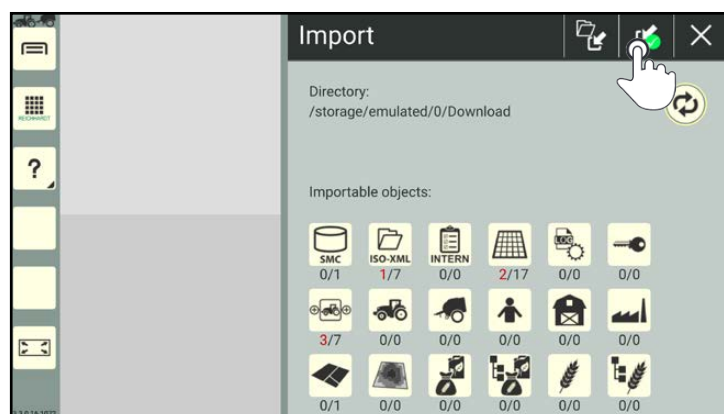 Import
Directory:
/storage/emulated/0/Download
REICHHARDT
?
Importable objects:
SMC
ISO-XML
INTERN
LOG
0/1 1/7 0/0 2/17 0/0 0/0
3/7 0/0 0/0 0/0 0/0 0/0
0/1 0/0 0/0 0/0 0/0 0/0